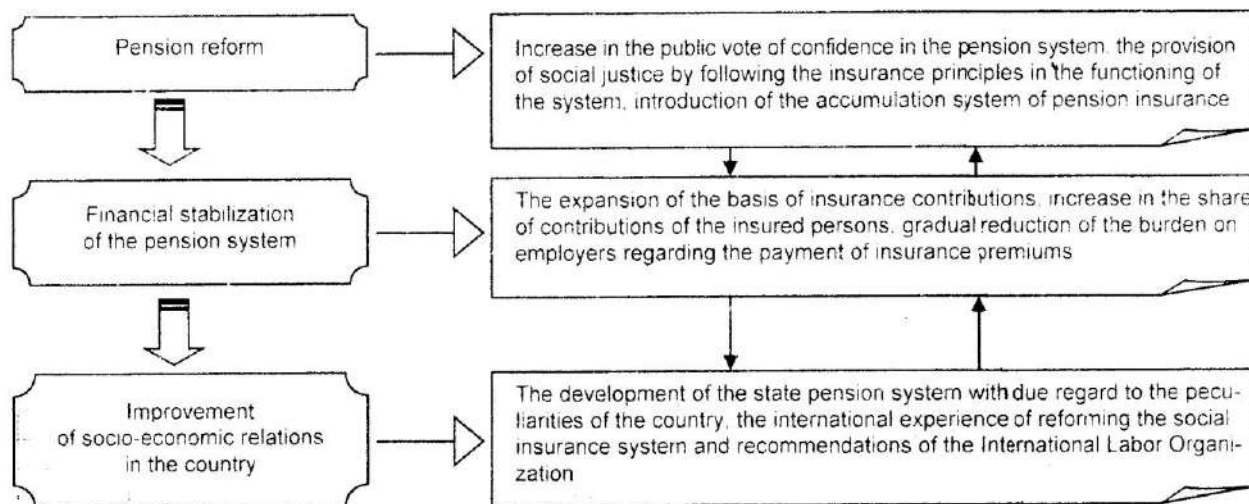 Pension reform
Increase in the public vote of confidence in the pension system, the provision
of social justice by following the insurance principles in the functioning of
the system, introduction of the accumulation system of pension insurance
Financial stabilization
of the pension system
The expansion of the basis of insurance contributions, increase in the share
of contributions of the insured persons, gradual reduction of the burden on
employers regarding the payment of insurance premiums
Improvement
of socio-economic relations
in the country
The development of the state pension system with due regard to the pecu-
liarities of the country, the international experience of reforming the social
insurance system and recommendations of the International Labor Organi-
zation